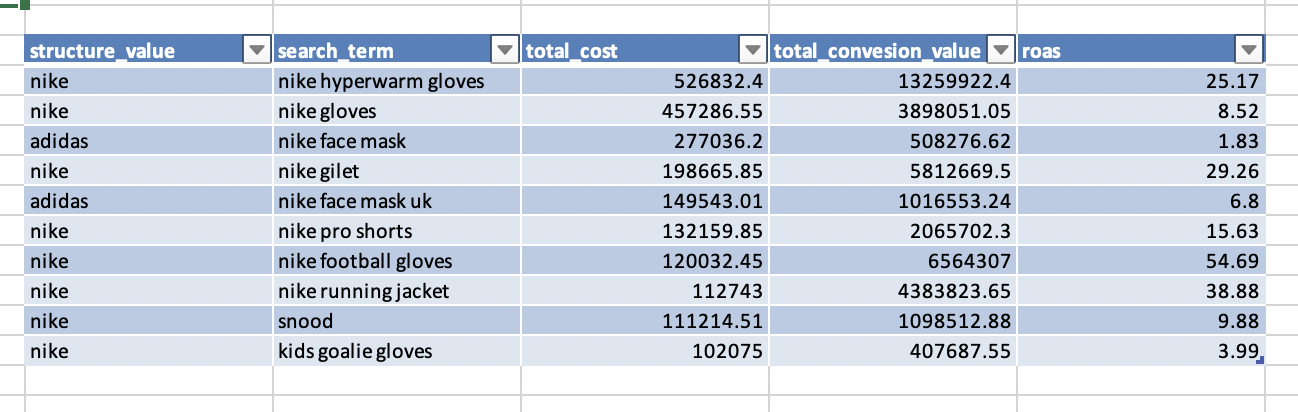 structure_value search_term total_cost total_convesion_value roas
nike nike hyperwarm gloves 526832.4 13259922.4 25.17
nike nike gloves 457286.55 3898051.05 8.52
adidas nike face mask 277036.2 508276.62 1.83
nike nike gilet 198665.85 5812669.5 29.26
adidas nike face mask uk 149543.01 1016553.24 6.8
nike nike pro shorts 132159.85 2065702.3 15.63
nike nike football gloves 120032.45 6564307 54.69
nike nike running jacket 112743 4383823.65 38.88
nike snood 111214.51 1098512.88 9.88
nike kids goalie gloves 102075 407687.55 3.99